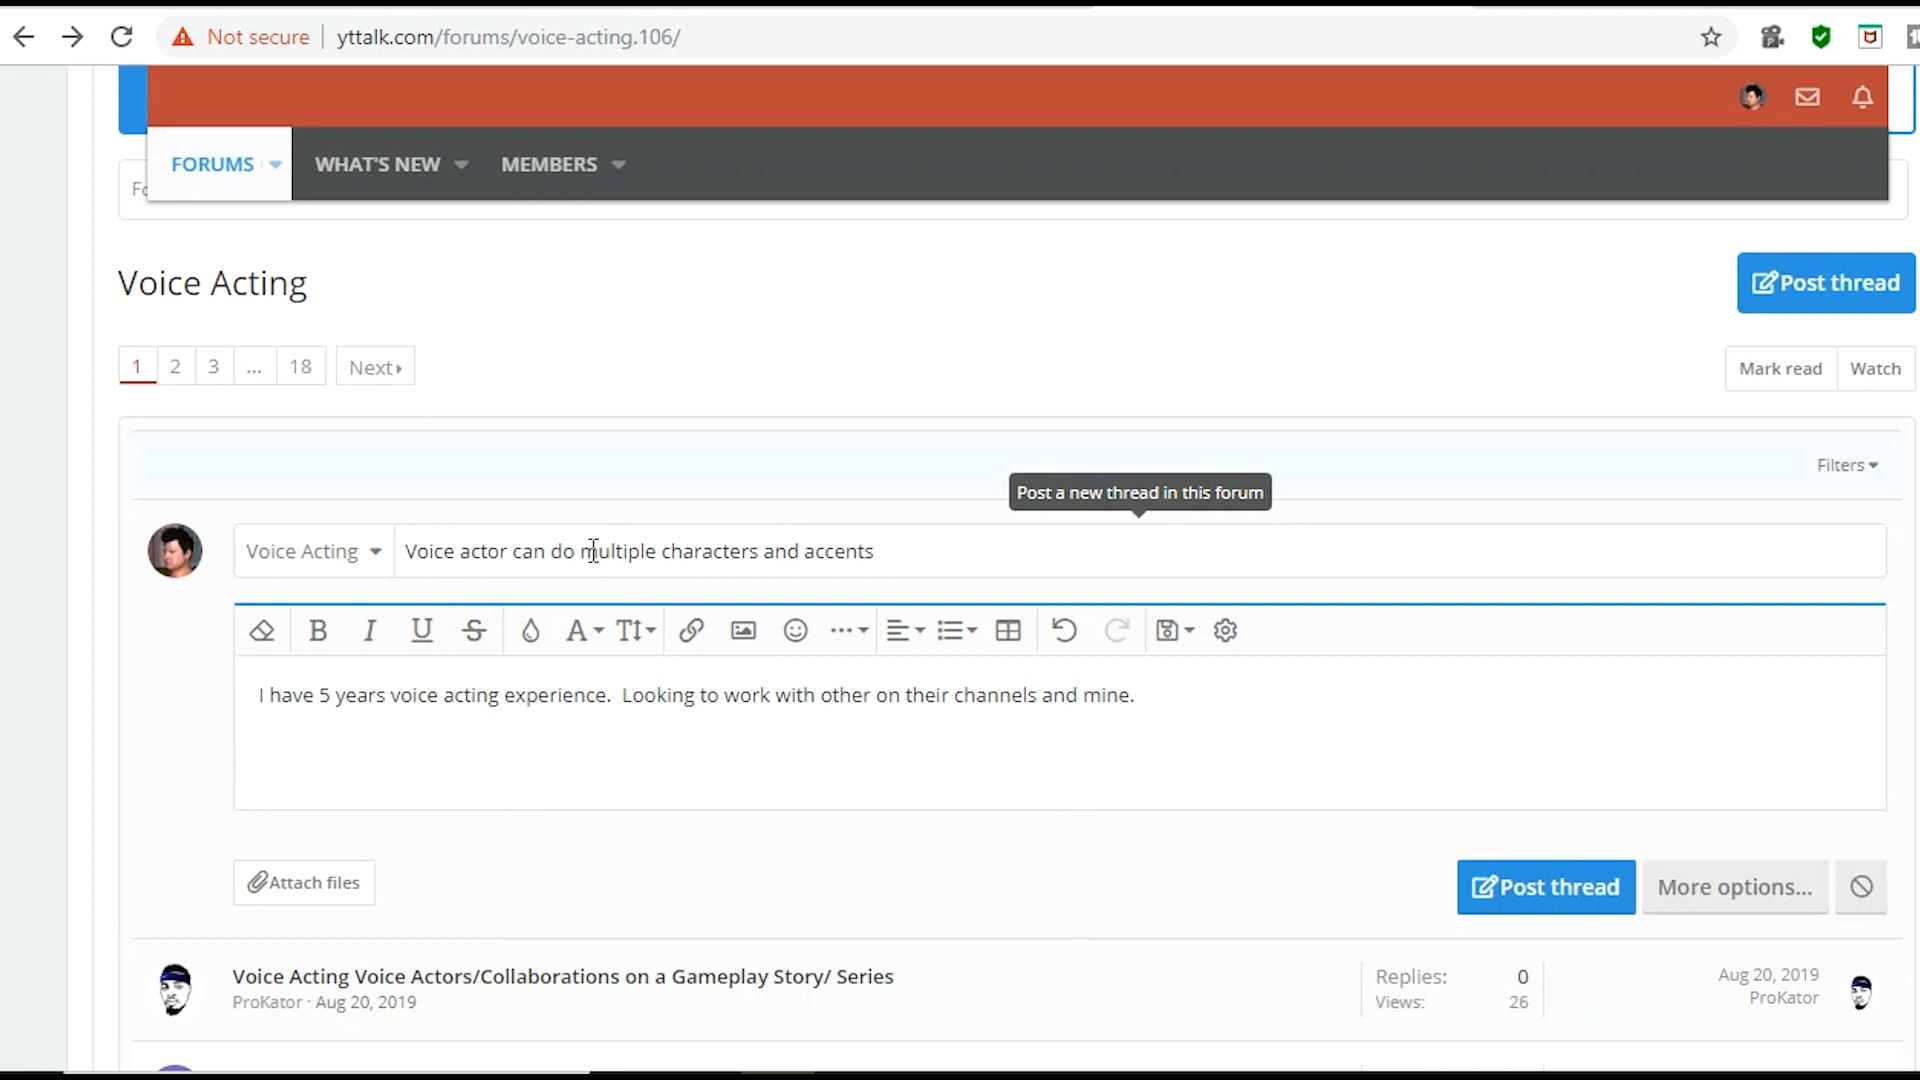 Not secure yttalk.com/forums/voice-acting.106/
FORUMS WHAT'S NEW MEMBERS
Fo
Voice Acting
Post thread
1 2 3 ... 18 Next
Mark read Watch
Filters
Post a new thread in this forum
Voice Acting Voice actor can do multiple characters and accents
I have 5 years voice acting experience. Looking to work with other on their channels and mine.
Attach files
Post thread More options...
Voice Acting Voice Actors/Collaborations on a Gameplay Story/ Series
Replies: 0
Aug 20, 2019
ProKator · Aug 20, 2019
Views: 26
ProKator